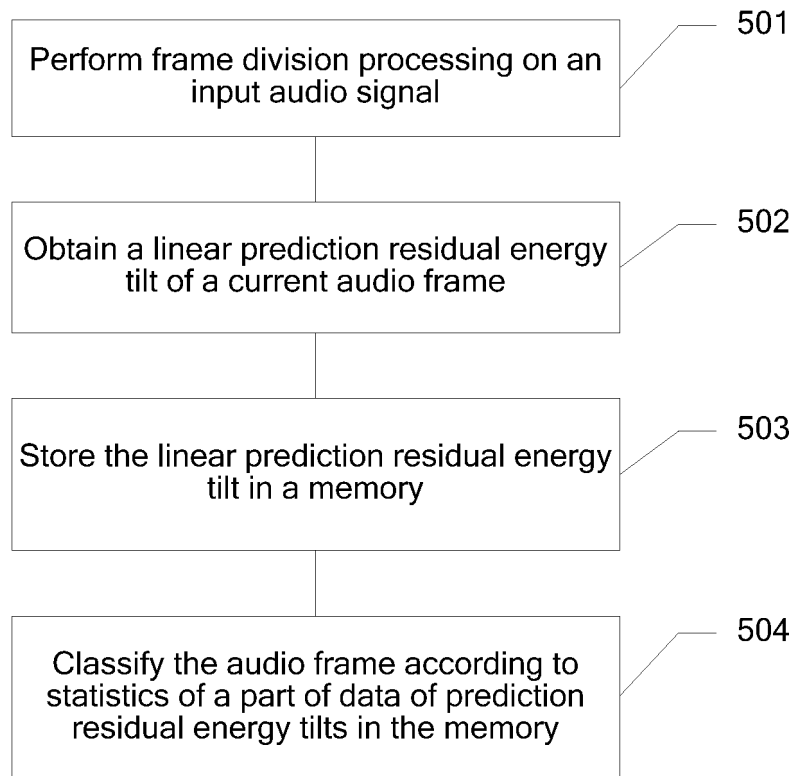 501
Perform frame division processing on an
input audio signal
502
Obtain a linear prediction residual energy
tilt of a current audio frame
503
Store the linear prediction residual energy
tilt in a memory
504
Classify the audio frame according to
statistics of a part of data of prediction
residual energy tilts in the memory